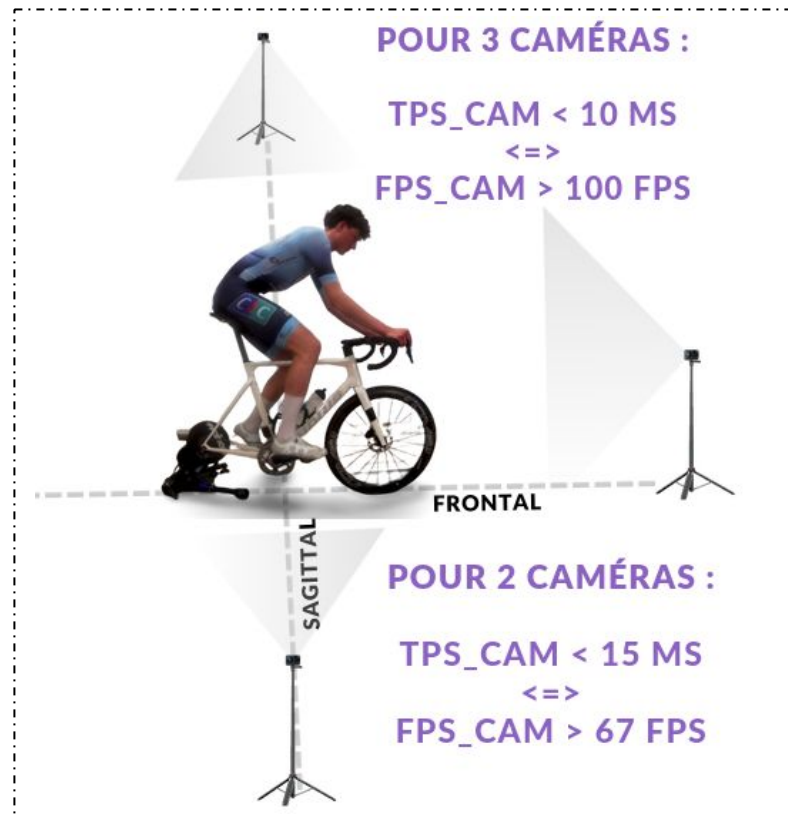 POUR 3 CAMÉRAS :
TPS_CAM < 10 MS
<=>
FPS_CAM > 100 FPS
FRONTAL
SAGITTAL
POUR 2 CAMÉRAS :
TPS_CAM < 15 MS
<=>
FPS_CAM > 67 FPS